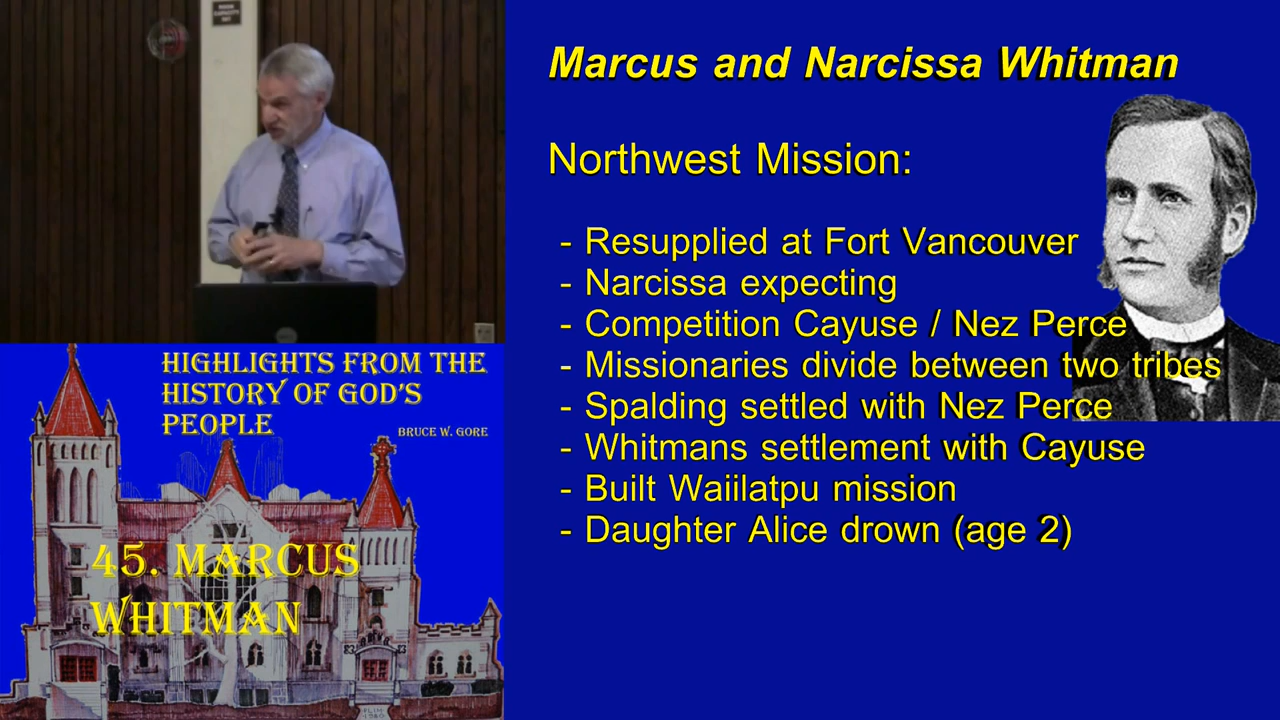 ROOM
CAPACITY
Marcus and Narcissa Whitman
Northwest Mission:
- Resupplied at Fort Vancouver
- Narcissa expecting
- Competition Cayuse / Nez Perce
- Missionaries divide between two tribes
- Spalding settled with Nez Perce
- Whitmans settlement with Cayuse
- Built Waiilatpu mission
- Daughter Alice drown (age 2)
HIGHLIGHTS FROM THE
HISTORY OF GOD'S
PEOPLE
BRUCE W. GORE
45. MARCUS
WHITMAN